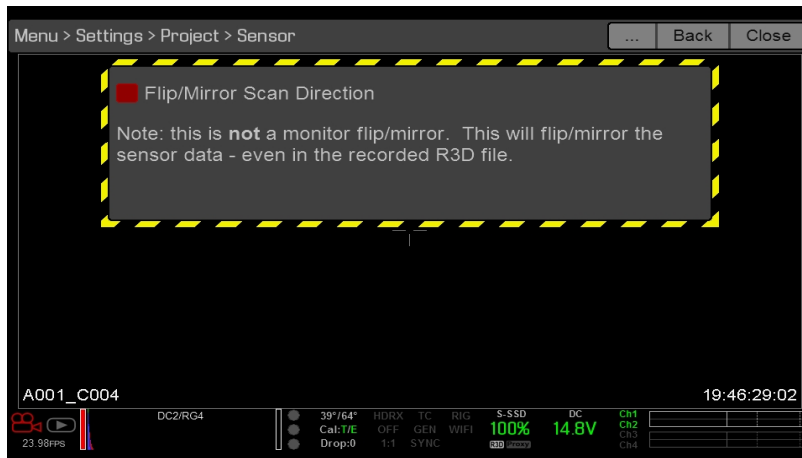 Menu > Settings > Project > Sensor ... Back Close
Flip/Mirror Scan Direction
Note: this is not a monitor flip/mirror. This will flip/mirror the
sensor data - even in the recorded R3D file.
A001_C004 19:46:29:02
DC2/RG4 39°/64° HDRX TC RIG S-SSD DC Ch1
Cal:T/E OFF GEN WIFI 100% 14.8V Ch2
23.98FPS Drop:0 1:1 SYNC R3D Proxy Ch3
Ch4